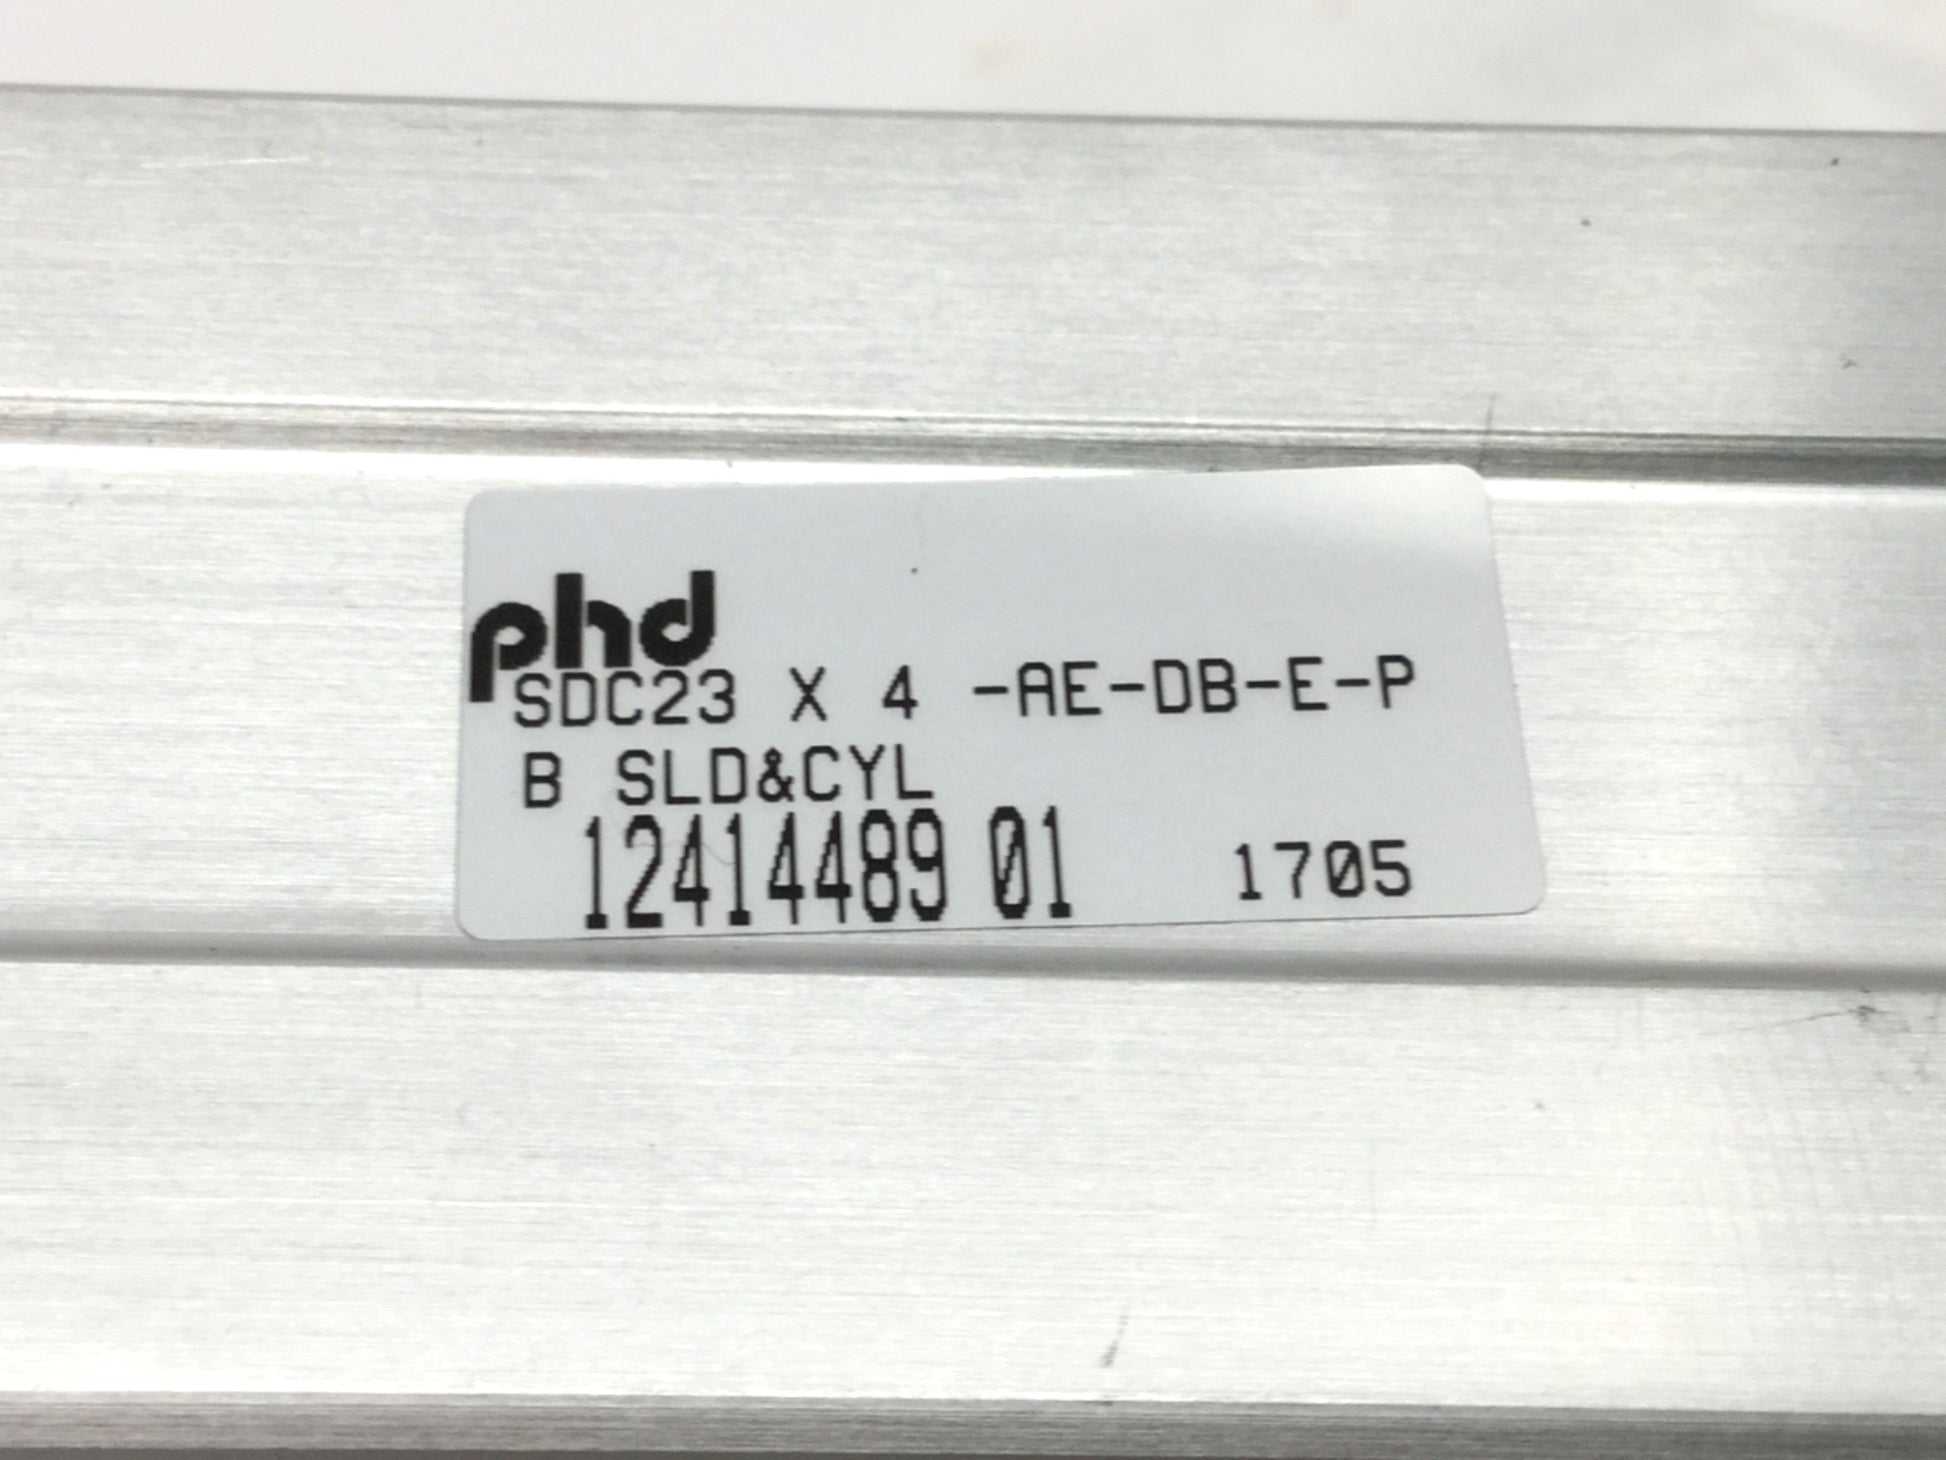 phd
SDC23 X 4 -AE-DB-E-P
B SLD&CYL
12414489 01 1705